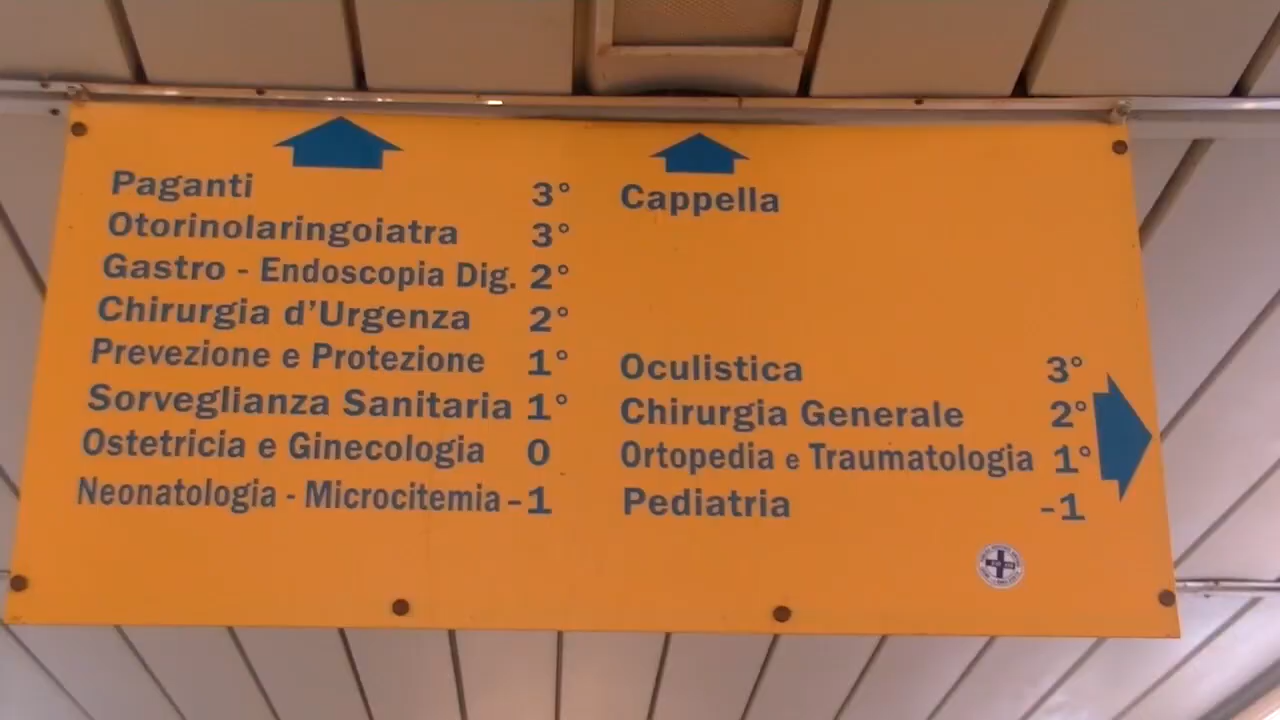 Paganti 3°
Otorinolaringoiatra 3°
Gastro - Endoscopia Dig. 2°
Chirurgia d'Urgenza 2°
Prevezione e Protezione 1°
Sorveglianza Sanitaria 1°
Ostetricia e Ginecologia 0
Neonatologia - Microcitemia -1
Cappella
Oculistica 3°
Chirurgia Generale 2°
Ortopedia e Traumatologia 1°
Pediatria -1